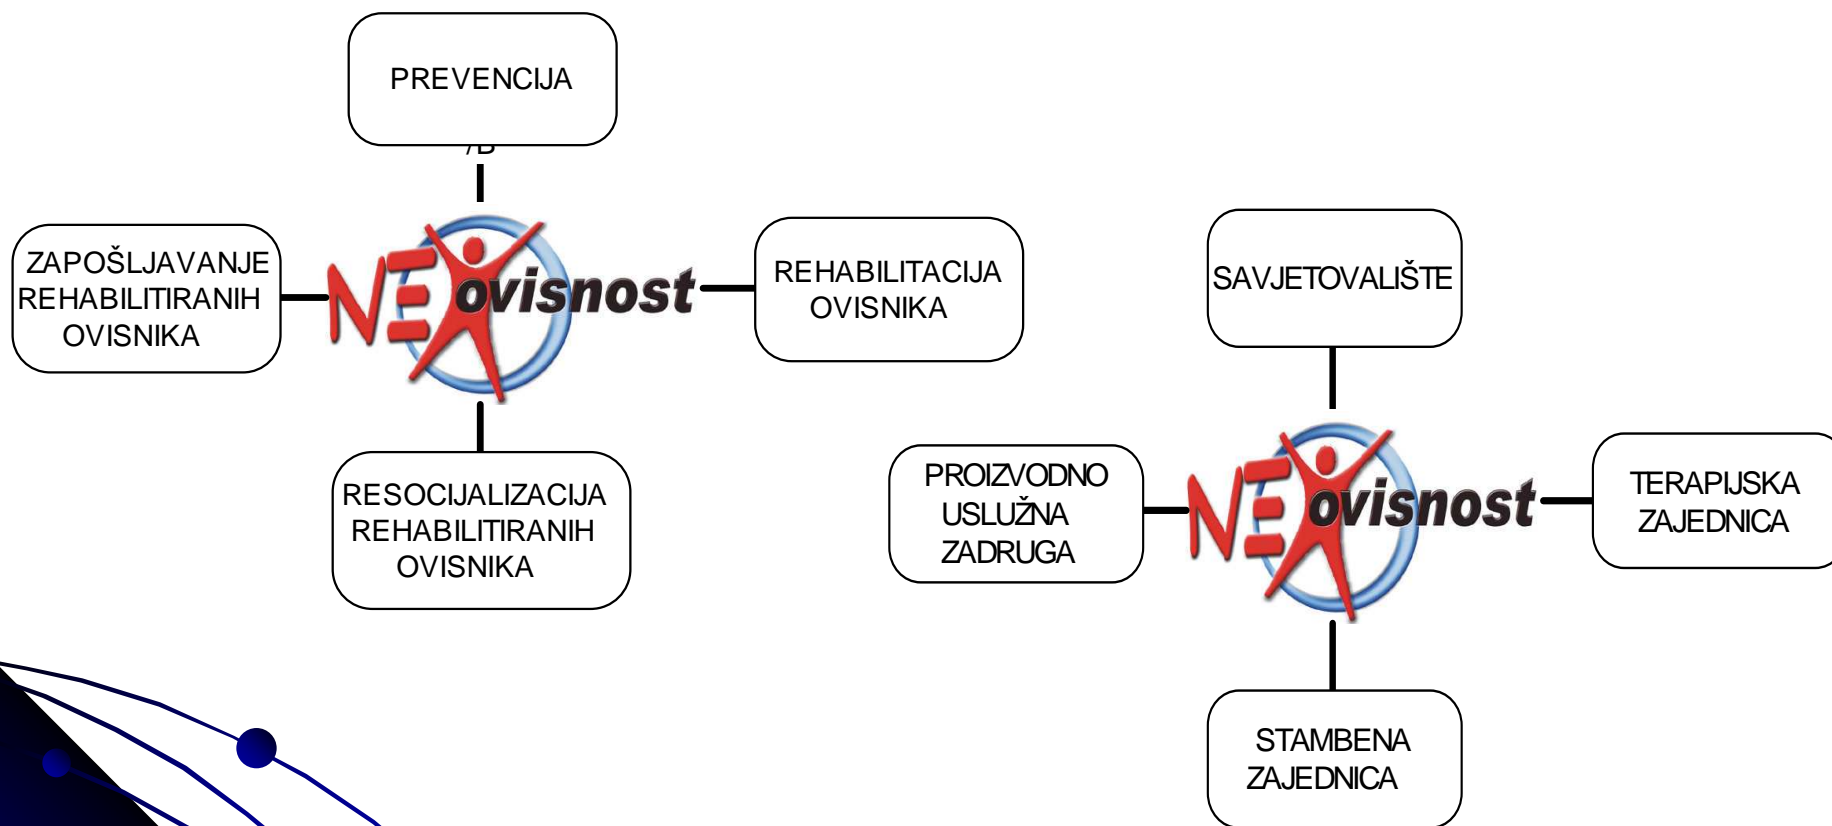 PREVENCIJA
ZAPOŠLJAVANJE
REHABILITIRANIH
OVISNIKA
NE ovisnost
REHABILITACIJA
OVISNIKA
RESOCIJALIZACIJA
REHABILITIRANIH
OVISNIKA
SAVJETOVALIŠTE
PROIZVODNO
USLUŽNA
ZADRUGA
NE ovisnost
TERAPIJSKA
ZAJEDNICA
STAMBENA
ZAJEDNICA